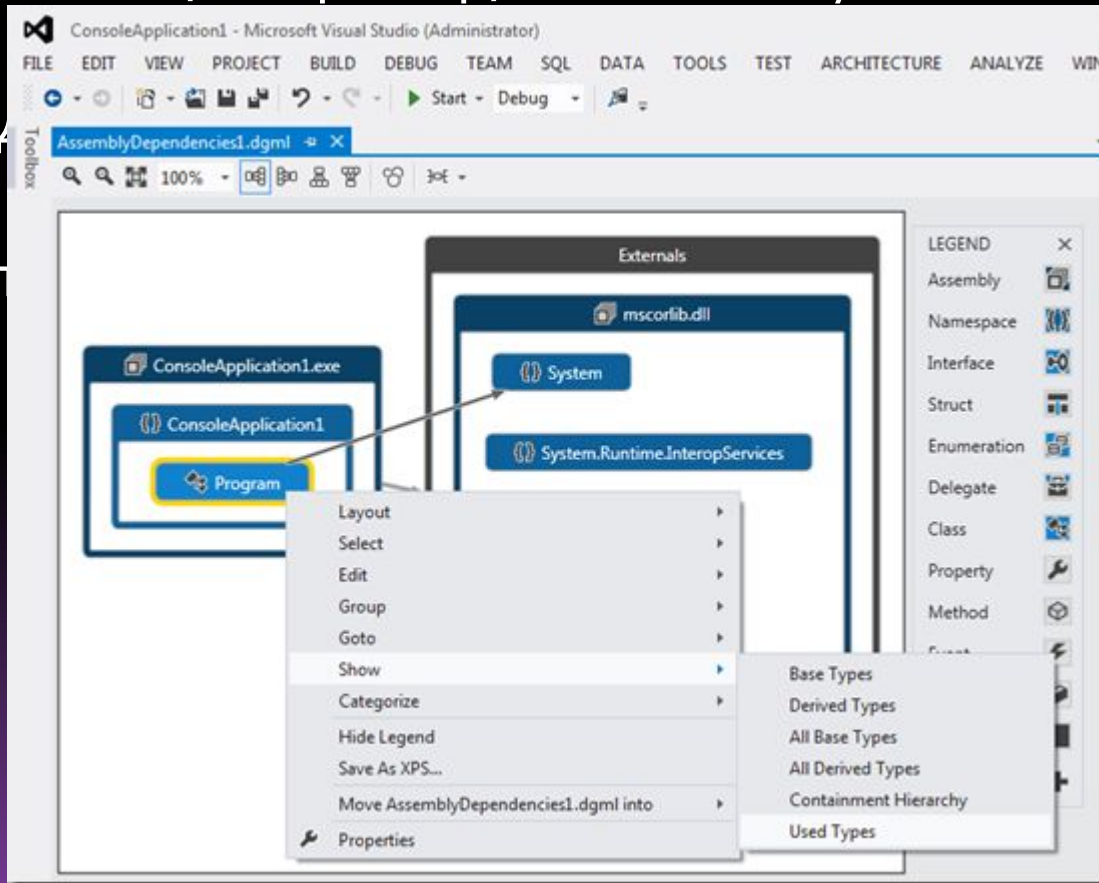 ConsoleApplication1 - Microsoft Visual Studio (Administrator)
FILE EDIT VIEW PROJECT BUILD DEBUG TEAM SQL DATA TOOLS TEST ARCHITECTURE ANALYZE
Start Debug
Toolbox
AssemblyDependencies1.dgml
100%
Externals
mscorlib.dll
ConsoleApplication1.exe
System
ConsoleApplication1
System.Runtime.InteropServices
Program
LEGEND
Assembly
Namespace
Interface
Struct
Enumeration
Delegate
Class
Property
Method
Layout
Select
Edit
Group
Goto
Show
Categorize
Hide Legend
Save As XPS...
Move AssemblyDependencies1.dgml into
Properties
Base Types
Derived Types
All Base Types
All Derived Types
Containment Hierarchy
Used Types